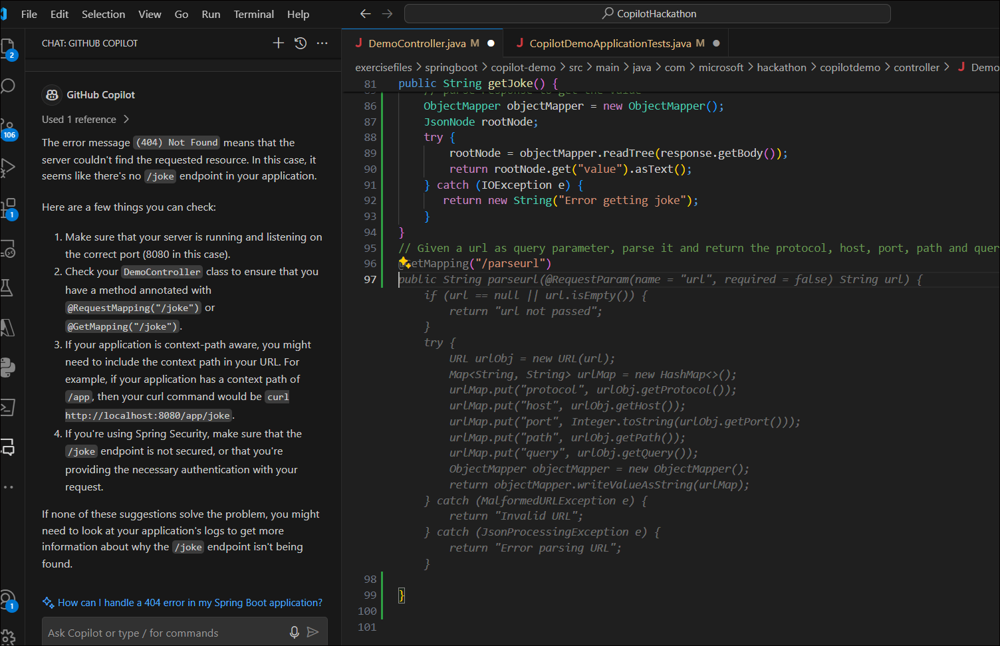 File Edit Selection View Go Run Terminal Help
CopilotHackathon
CHAT: GITHUB COPILOT
2
106
1
1
GitHub Copilot
Used 1 reference
The error message (404) Not Found means that the
server couldn't find the requested resource. In this case, it
seems like there's no /joke endpoint in your application.
Here are a few things you can check:
1. Make sure that your server is running and listening on
the correct port (8080 in this case).
2. Check your DemoController class to ensure that you
have a method annotated with
@RequestMapping("/joke") or
@GetMapping("/joke").
3. If your application is context-path aware, you might
need to include the context path in your URL. For
example, if your application has a context path of
/app, then your curl command would be curl
http://localhost:8080/app/joke.
4. If you're using Spring Security, make sure that the
/joke endpoint is not secured, or that you're
providing the necessary authentication with your
request.
If none of these suggestions solve the problem, you might
need to look at your application's logs to get more
information about why the /joke endpoint isn't being
found.
How can I handle a 404 error in my Spring Boot application?
Ask Copilot or type / for commands
DemoController.java M
CopilotDemoApplicationTests.java M
exercisefiles > springboot > copilot-demo > src > main > java > com > microsoft > hackathon > copilotdemo > controller > Demo
81 public String getJoke() {
// parse response to get the value
86 ObjectMapper objectMapper = new ObjectMapper();
87 JsonNode rootNode;
88 try {
89 rootNode = objectMapper.readTree(response.getBody());
90 return rootNode.get("value").asText();
91 } catch (IOException e) {
92 return new String("Error getting joke");
93 }
94 }
95 // Given a url as query parameter, parse it and return the protocol, host, port, path and quer
96 @GetMapping("/parseurl")
97 public String parseurl(@RequestParam(name = "url", required = false) String url) {
if (url == null || url.isEmpty()) {
return "url not passed";
}
try {
URL urlObj = new URL(url);
Map<String, String> urlMap = new HashMap<>();
urlMap.put("protocol", urlObj.getProtocol());
urlMap.put("host", urlObj.getHost());
urlMap.put("port", Integer.toString(urlObj.getPort()));
urlMap.put("path", urlObj.getPath());
urlMap.put("query", urlObj.getQuery());
ObjectMapper objectMapper = new ObjectMapper();
return objectMapper.writeValueAsString(urlMap);
} catch (MalformedURLException e) {
return "Invalid URL";
} catch (JsonProcessingException e) {
return "Error parsing URL";
}
98
99 }
100
101